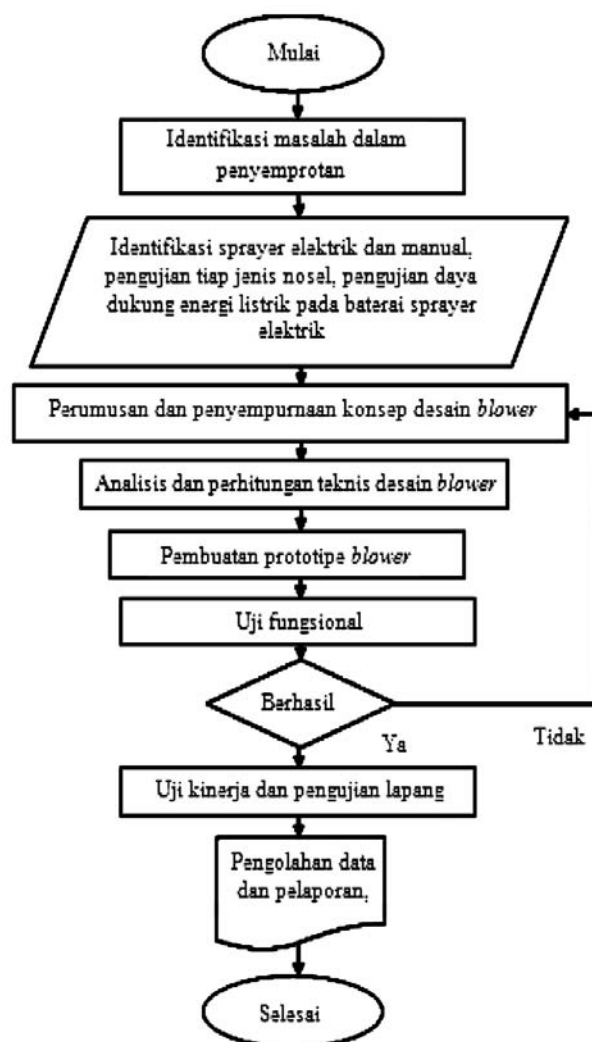 Mulai
Identifikasi masalah dalam
penyemprotan
Identifikasi sprayer elektrik dan manual,
pengujian tiap jenis nosel, pengujian daya
dukung energi listrik pada baterai sprayer
elektrik
Perumusan dan penyempurnaan konsep desain blower
Analisis dan perhitungan teknis desain blower
Pembuatan prototipe blower
Uji fungsional
Berhasil
Ya
Tidak
Uji kinerja dan pengujian lapang
Pengolahan data
dan pelaporan,
Selesai